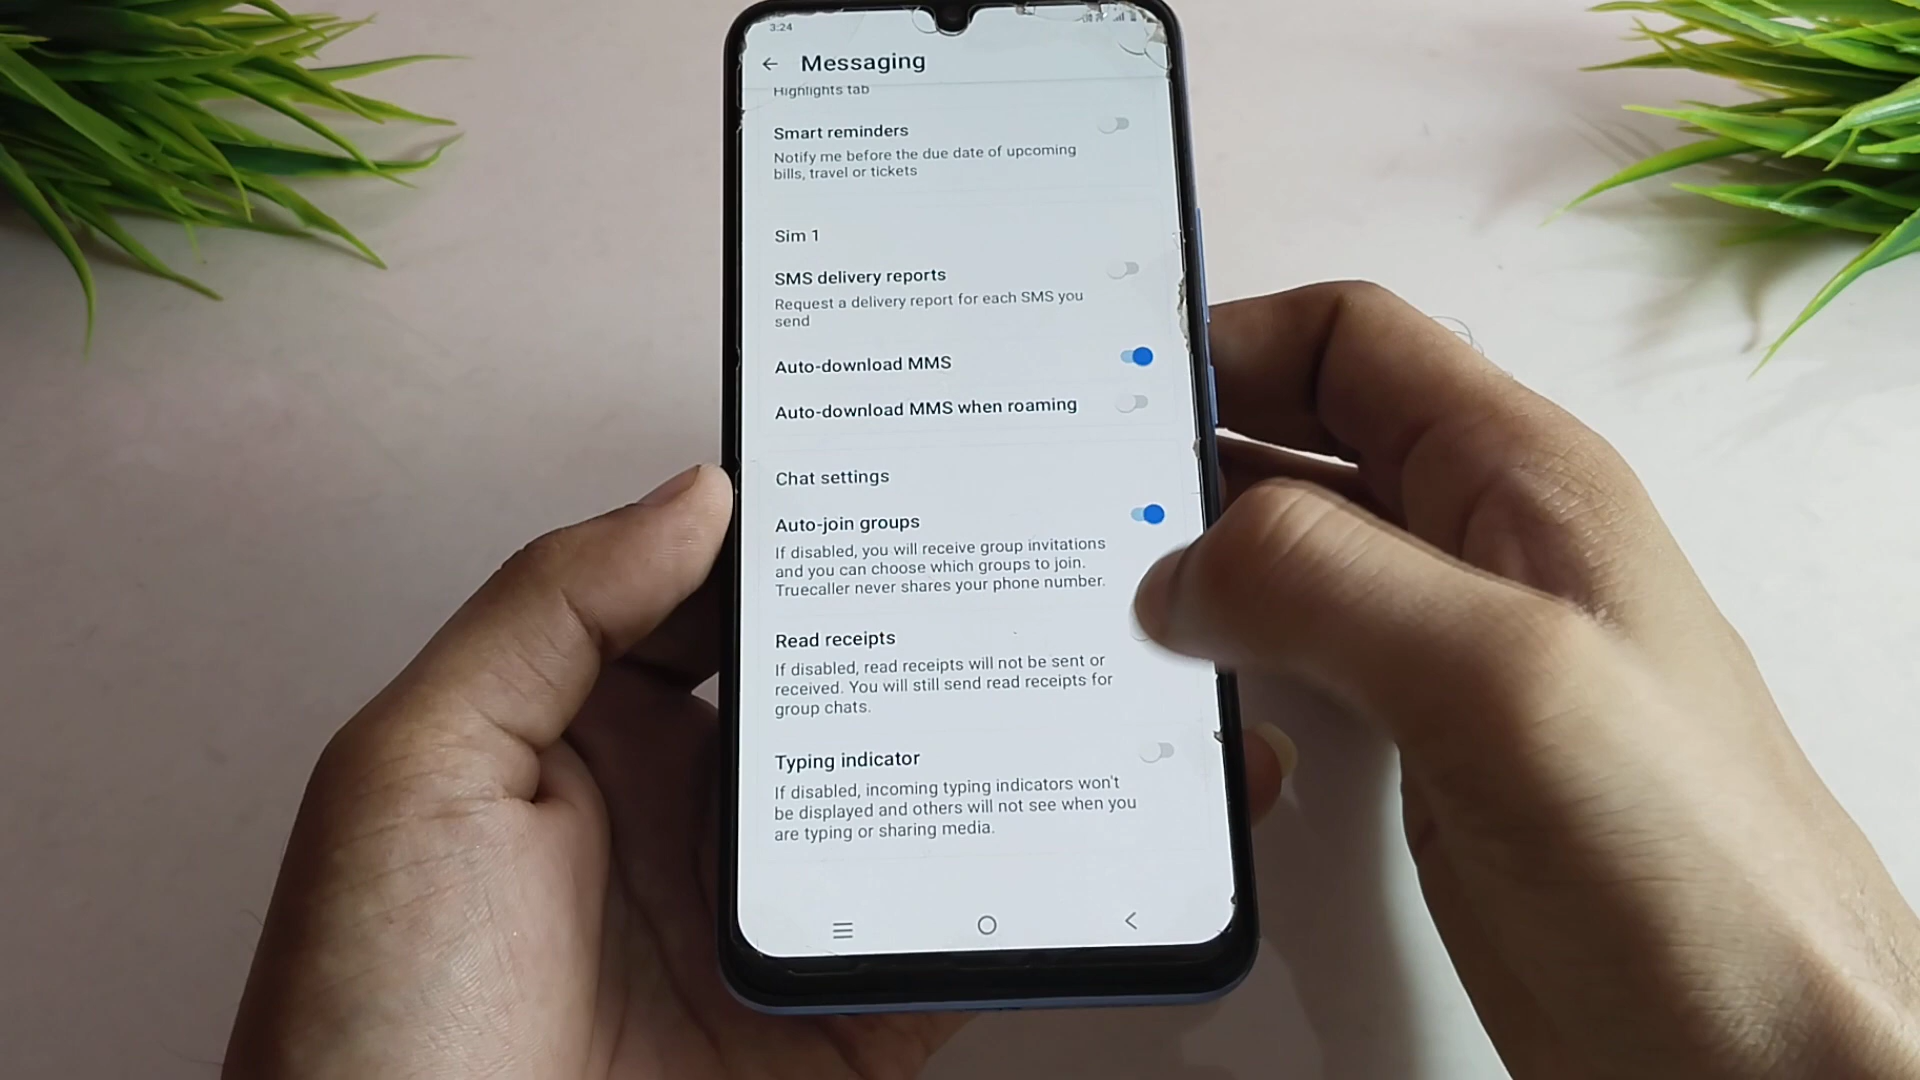 3:24
Messaging
Highlights tab
Smart reminders
Notify me before the due date of upcoming
bills, travel or tickets
Sim 1
SMS delivery reports
Request a delivery report for each SMS you
send
Auto-download MMS
Auto-download MMS when roaming
Chat settings
Auto-join groups
If disabled, you will receive group invitations
and you can choose which groups to join.
Truecaller never shares your phone number.
Read receipts
If disabled, read receipts will not be sent or
received. You will still send read receipts for
group chats.
Typing indicator
If disabled, incoming typing indicators won't
be displayed and others will not see when you
are typing or sharing media.